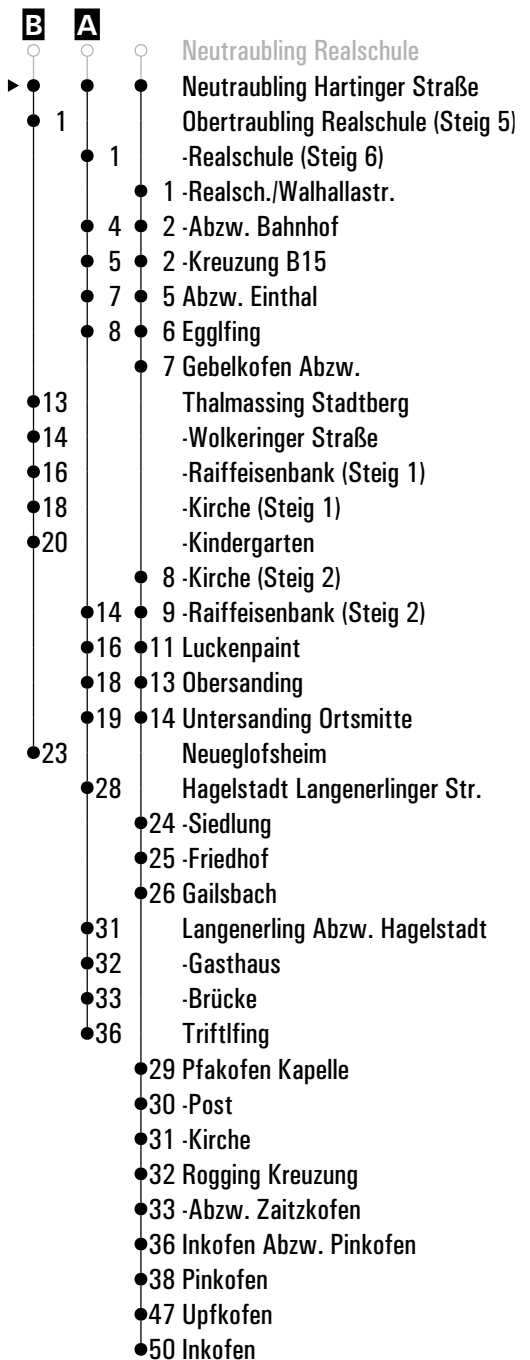 B A
Neutraubling Realschule
Neutraubling Hartinger Straße
1 Obertraubling Realschule (Steig 5)
1 -Realschule (Steig 6)
1 -Realsch./Walhallastr.
4 2 -Abzw. Bahnhof
5 2 -Kreuzung B15
7 5 Abzw. Einthal
8 6 Egglfing
7 Gebelkofen Abzw.
13 Thalmassing Stadtberg
14 -Wolkeringer Straße
16 -Raiffeisenbank (Steig 1)
18 -Kirche (Steig 1)
20 -Kindergarten
8 -Kirche (Steig 2)
14 9 -Raiffeisenbank (Steig 2)
16 11 Luckenpaint
18 13 Obersanding
19 14 Untersanding Ortsmitte
23 Neueglofsheim
28 Hagelstadt Langenerlinger Str.
24 -Siedlung
25 -Friedhof
26 Gailsbach
31 Langenerling Abzw. Hagelstadt
32 -Gasthaus
33 -Brücke
36 Triftlfing
29 Pfakofen Kapelle
30 -Post
31 -Kirche
32 Rogging Kreuzung
33 -Abzw. Zaitzkofen
36 Inkofen Abzw. Pinkofen
38 Pinkofen
47 Upfkofen
50 Inkofen